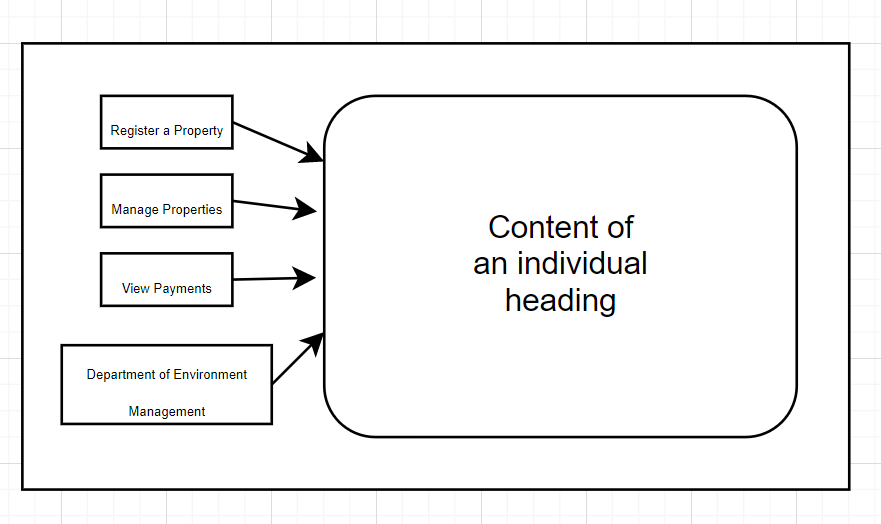 Register a Property
Manage Properties
View Payments
Department of Environment
Management
Content of
an individual
heading